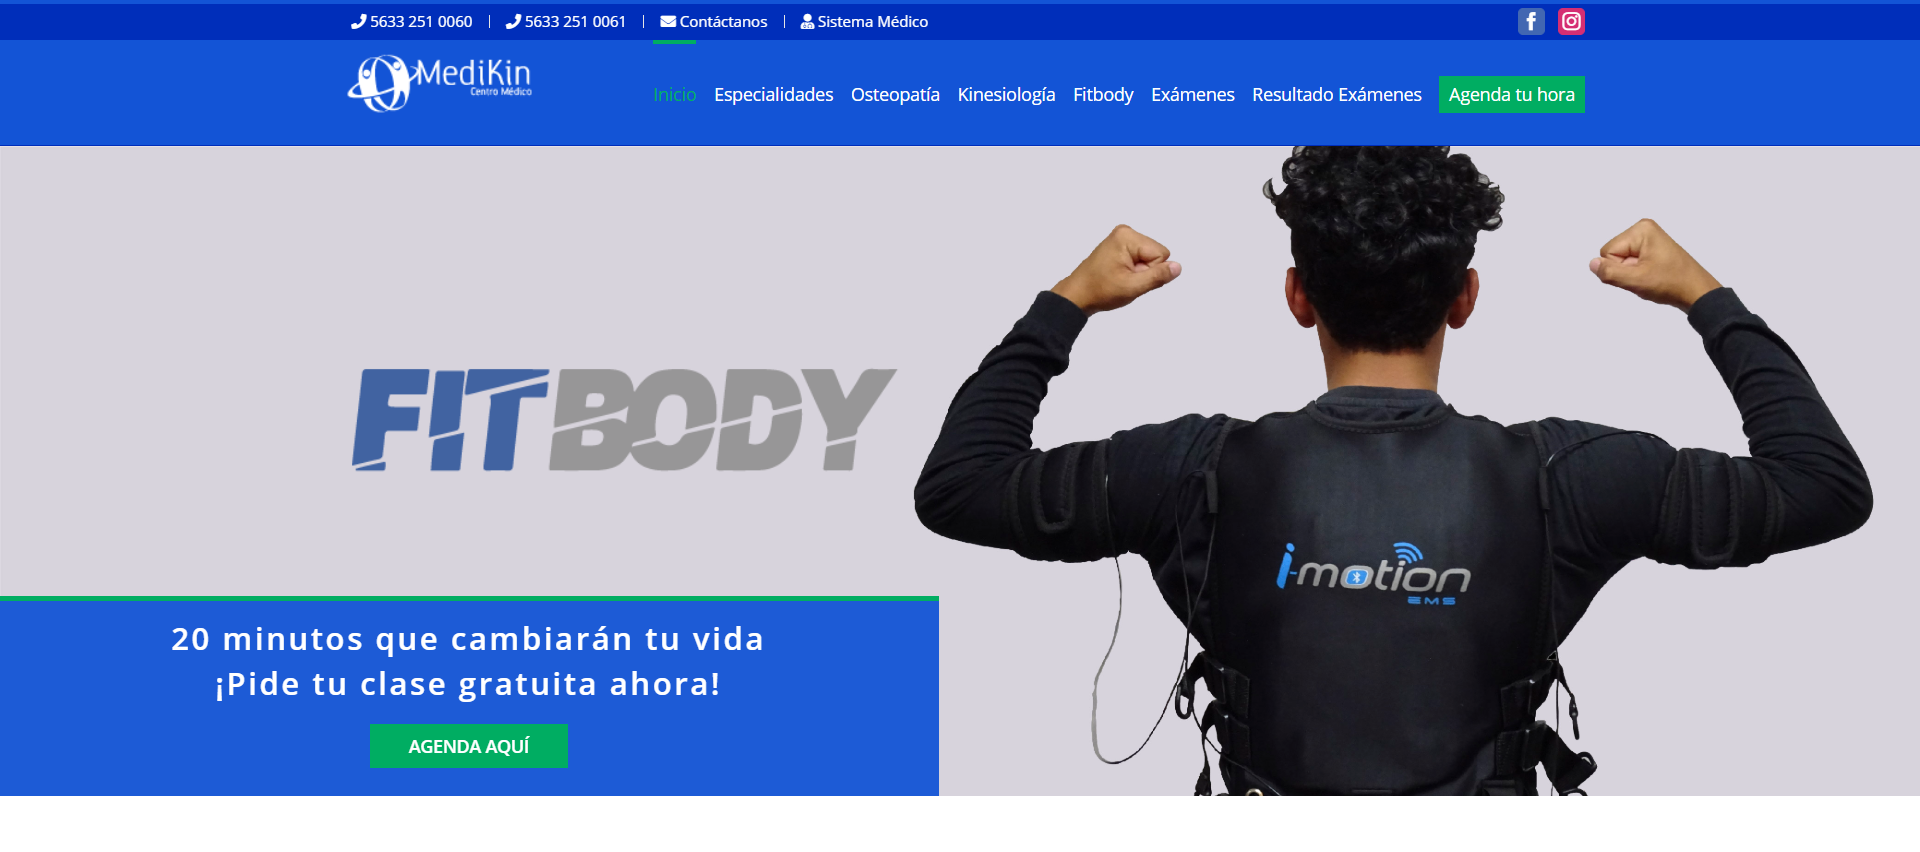 5633 251 0060 | 5633 251 0061 | Contáctanos | Sistema Médico
MediKin
Centro Médico
Inicio Especialidades Osteopatía Kinesiología Fitbody Exámenes Resultado Exámenes Agenda tu hora
FITBODY
i-motion
EMS
20 minutos que cambiarán tu vida
¡Pide tu clase gratuita ahora!
AGENDA AQUÍ